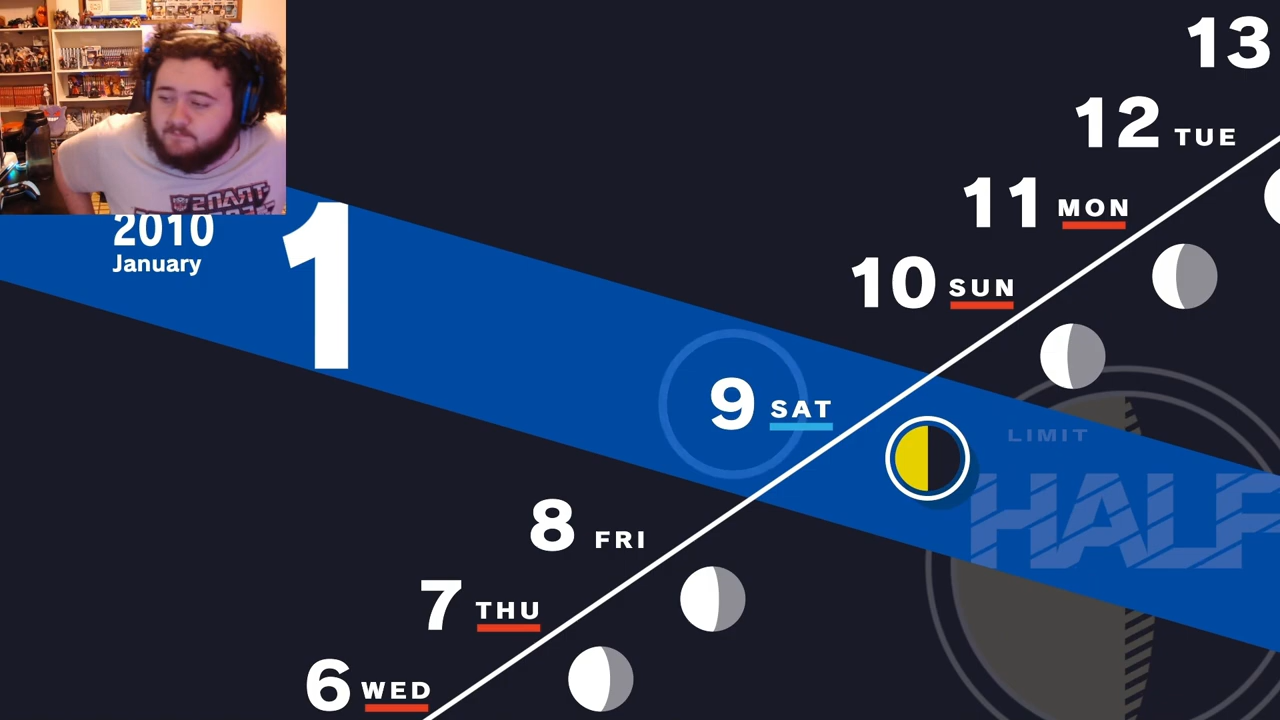 13
12 TUE
11 MON
10 SUN
2010
January
1
9 SAT
LIMIT
HALF
8 FRI
7 THU
6 WED